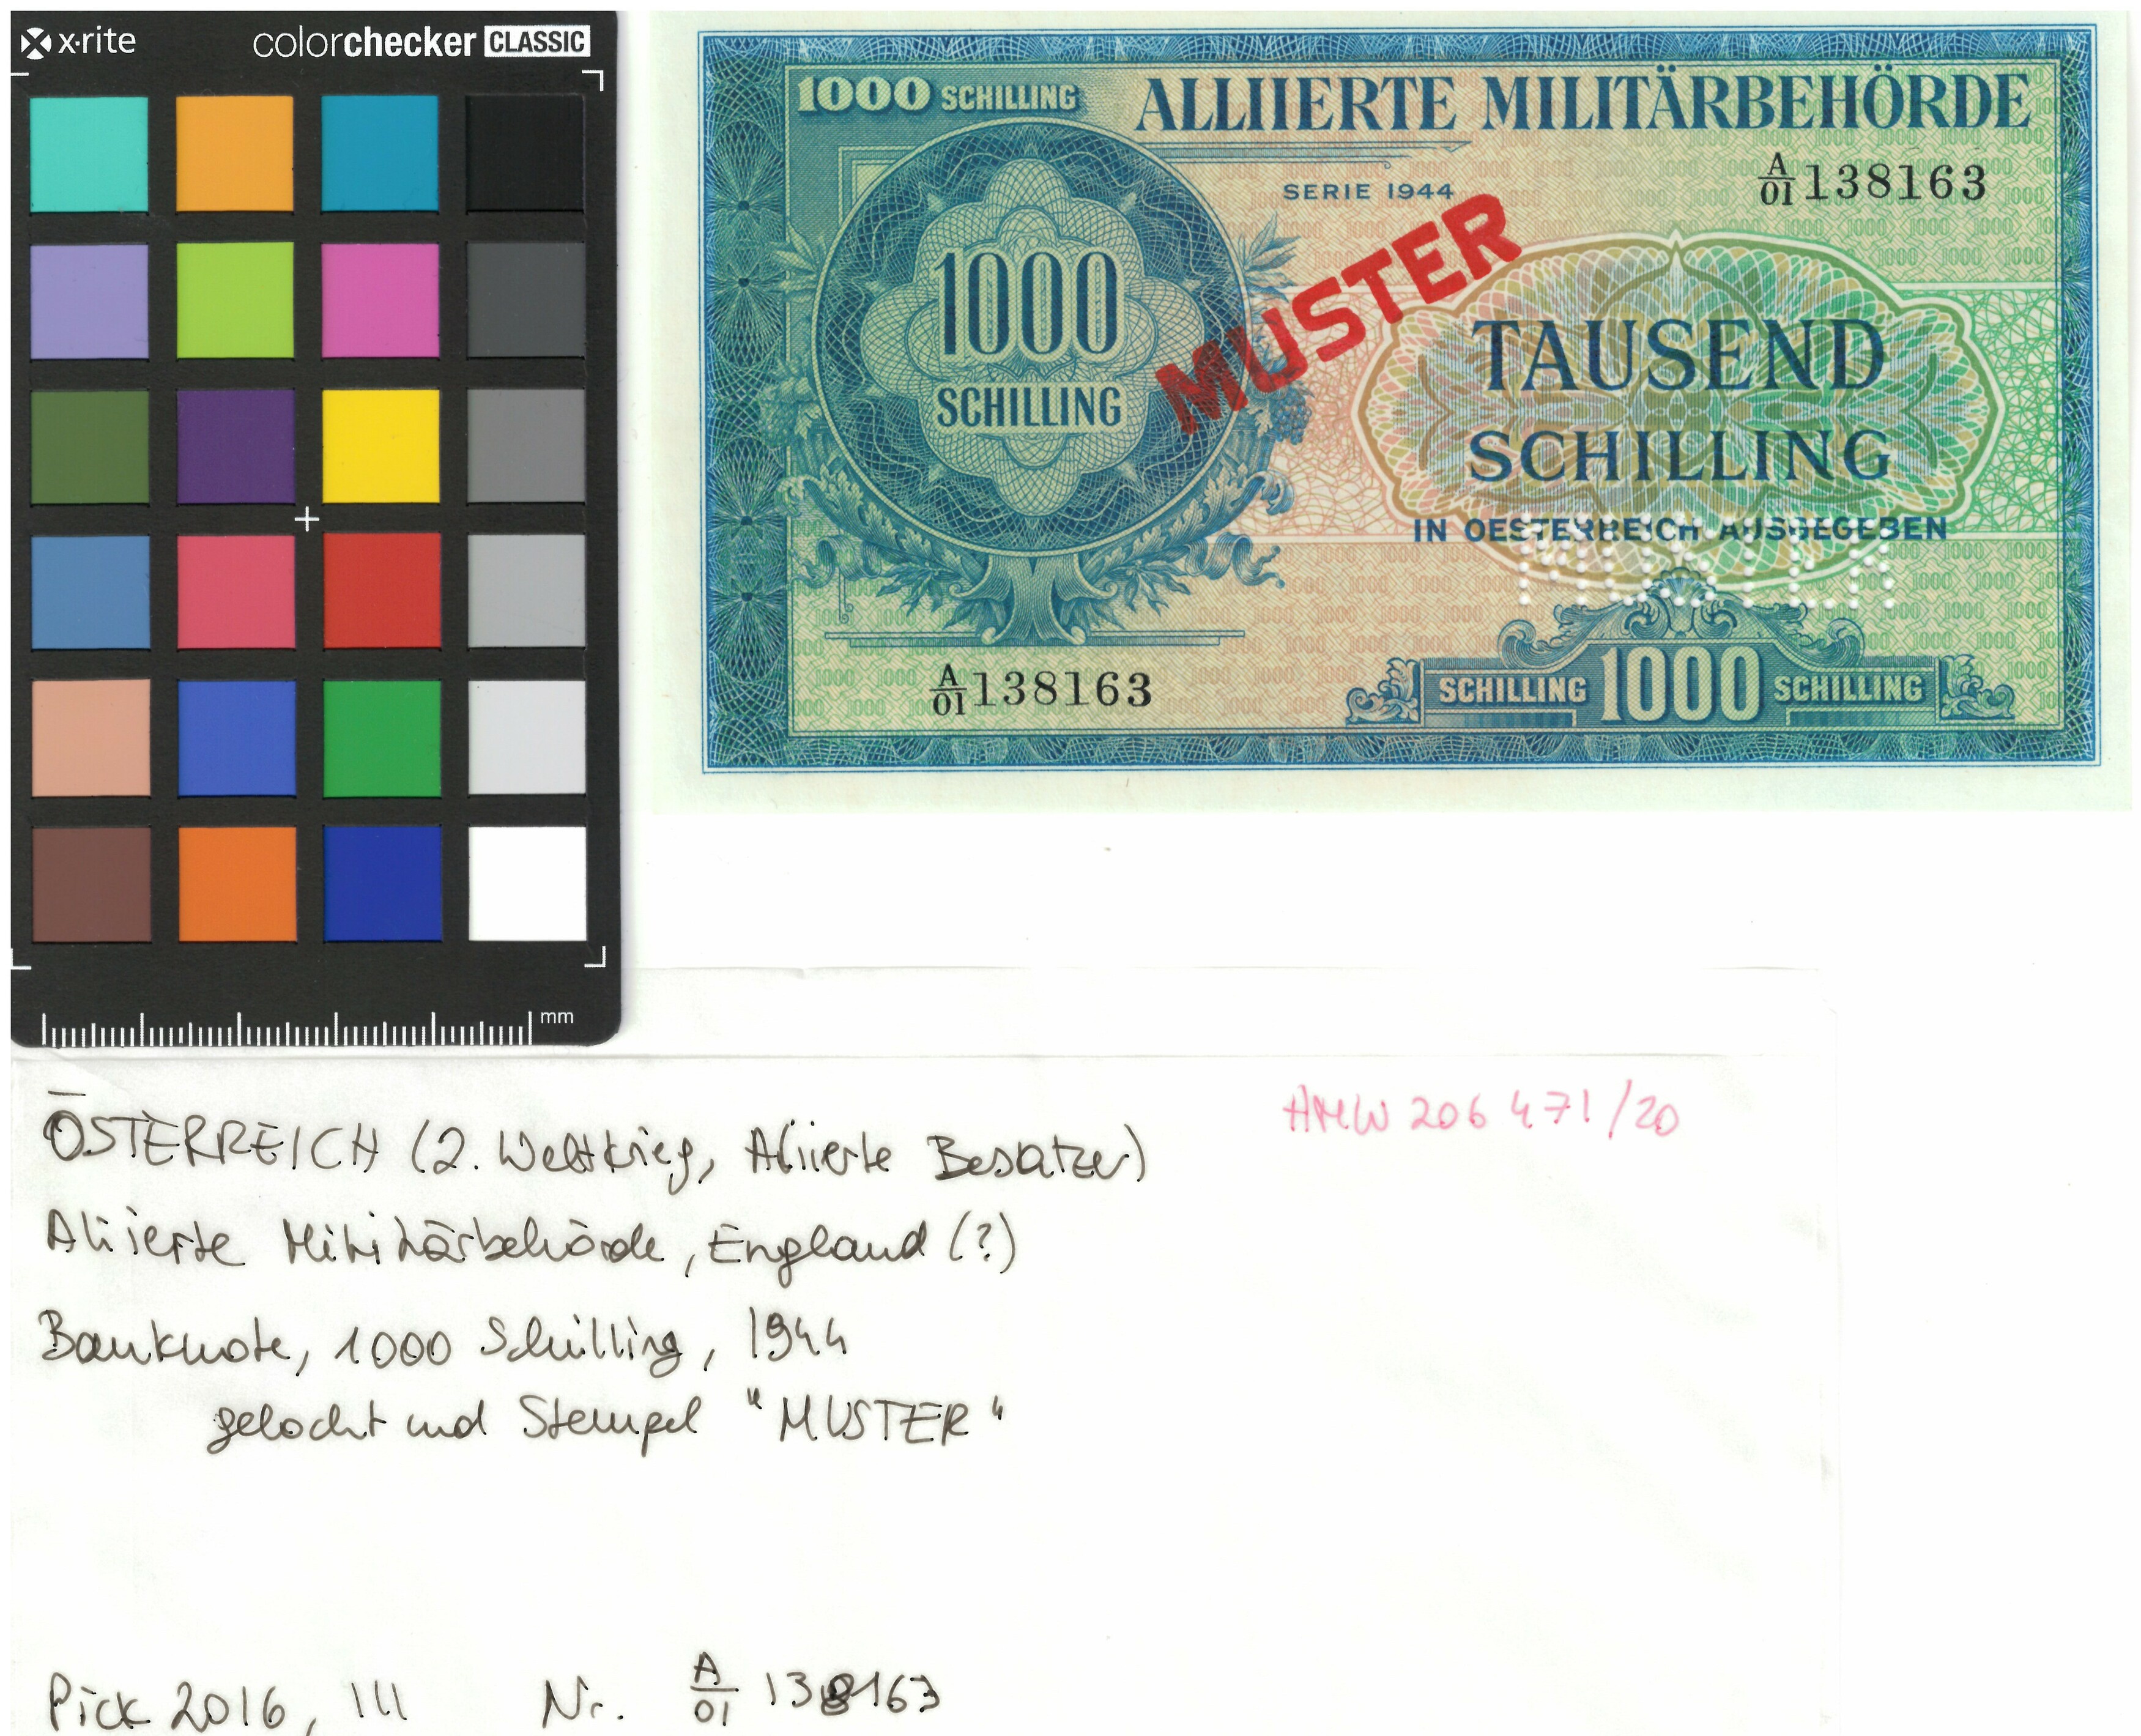 x·rite colorchecker CLASSIC
mm
1000 SCHILLING ALLIIERTE MILITÄRBEHÖRDE
SERIE 1944
A/01 138163
1000
SCHILLING
MUSTER
TAUSEND
SCHILLING
IN OESTERREICH AUSGEGEBEN
A/01 138163
SCHILLING 1000 SCHILLING
AMW 206 471/20
ÖSTERREICH (2. Weltkrieg, Aliierte Besatzer)
Aliierte Militärbehörde, England (?)
Banknote, 1000 Schilling, 1944
gelocht und Stempel "MUSTER"
Pick 2016, III Nr. A/01 138163